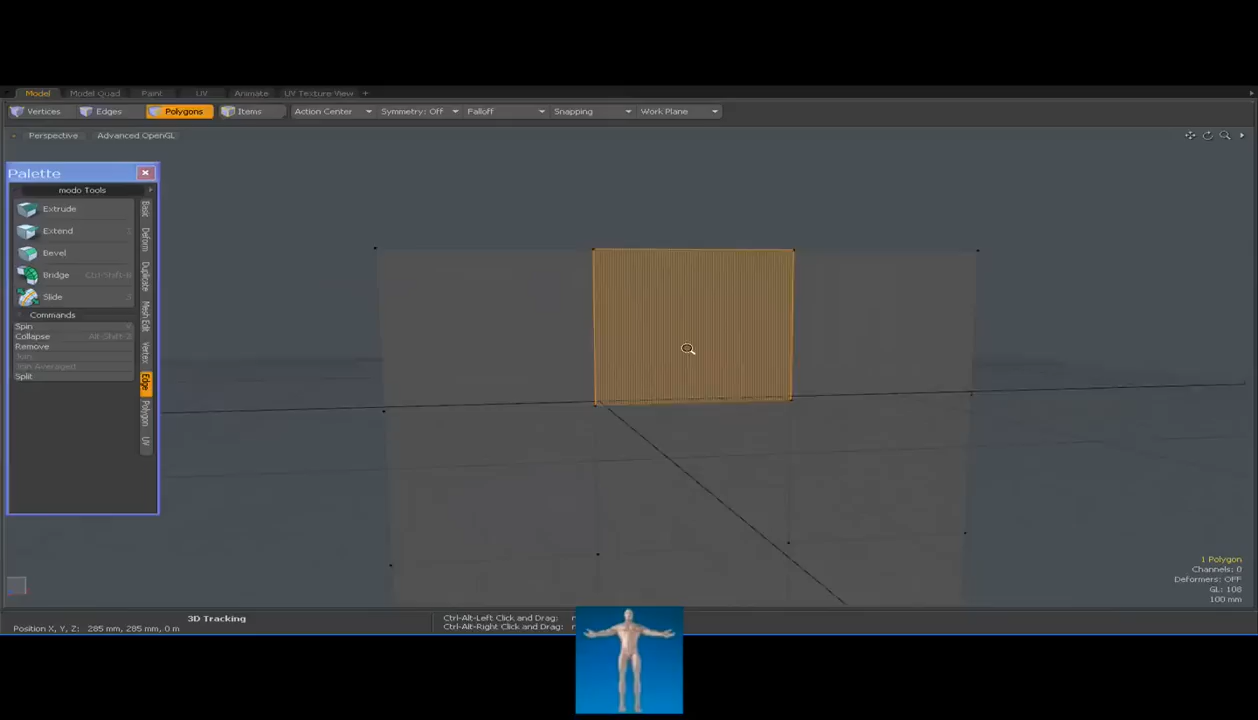 Model Model Quad Paint UV Animate UV Texture View +
Vertices Edges Polygons Items Action Center Symmetry: Off Falloff Snapping Work Plane
Perspective Advanced OpenGL
Palette
modo Tools
Extrude
Extend
Bevel
Bridge Ctrl-Shift-B
Slide
Commands
Spin
Collapse Alt-Shift-Z
Remove
Join
Join Averaged
Split
Basic
Deform
Duplicate
Mesh Edit
Vertex
Edge
Polygon
UV
1 Polygon
Channels: 0
Deformers: OFF
GL: 108
100 mm
3D Tracking
Position X, Y, Z: 285 mm, 285 mm, 0 m
Ctrl-Alt-Left Click and Drag:
Ctrl-Alt-Right Click and Drag: